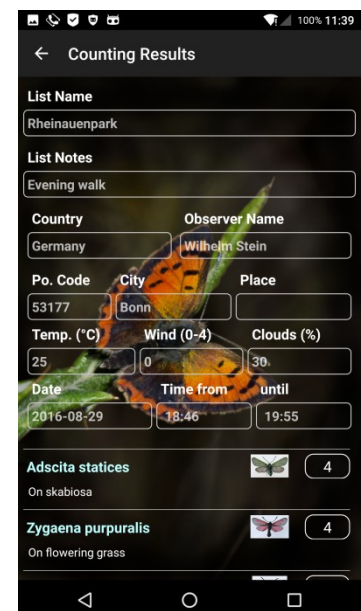 100% 11:39
Counting Results
List Name
Rheinauenpark
List Notes
Evening walk
Country Observer Name
Germany Wilhelm Stein
Po. Code City Place
53177 Bonn
Temp. (°C) Wind (0-4) Clouds (%)
25 0 30
Date Time from until
2016-08-29 18:46 19:55
Adscita statices 4
On skabiosa
Zygaena purpuralis 4
On flowering grass